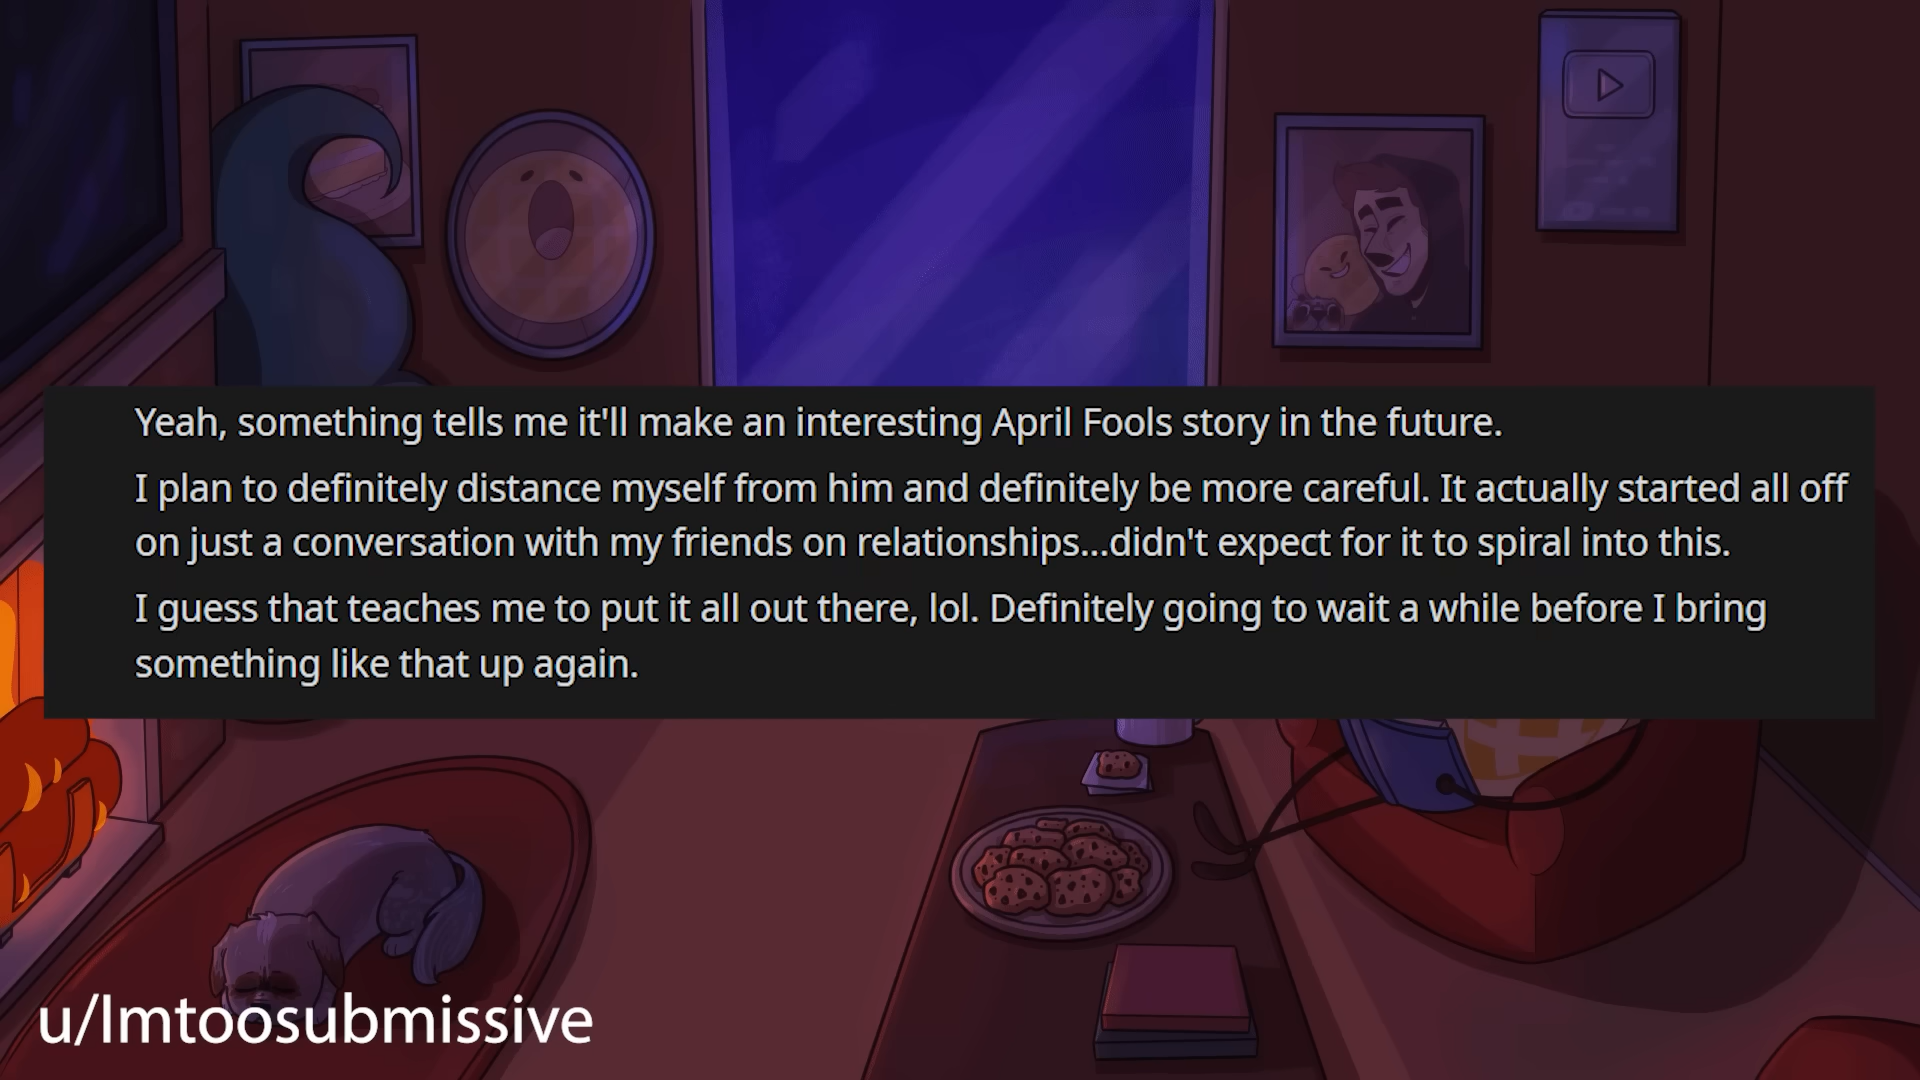 Yeah, something tells me it'll make an interesting April Fools story in the future.
I plan to definitely distance myself from him and definitely be more careful. It actually started all off
on just a conversation with my friends on relationships...didn't expect for it to spiral into this.
I guess that teaches me to put it all out there, lol. Definitely going to wait a while before I bring
something like that up again.
u/Imtoosubmissive